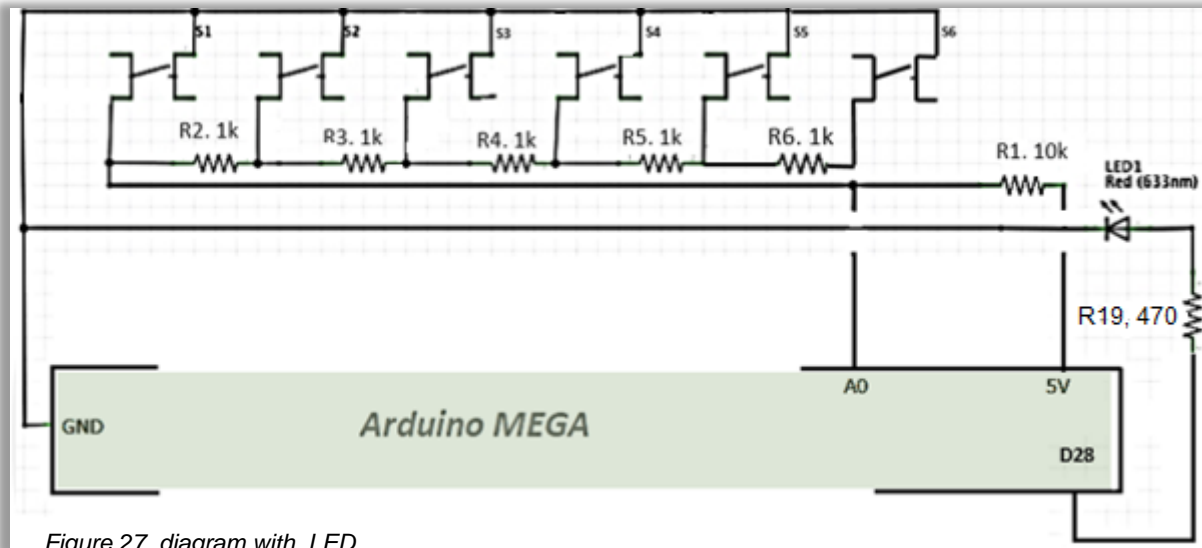 S1 S2 S3 S4 S5 S6
R2. 1k R3. 1k R4. 1k R5. 1k R6. 1k
R1. 10k
LED1
Red (633nm)
R19, 470
A0 5V
GND
Arduino MEGA
D28
Figure 27. diagram with LED